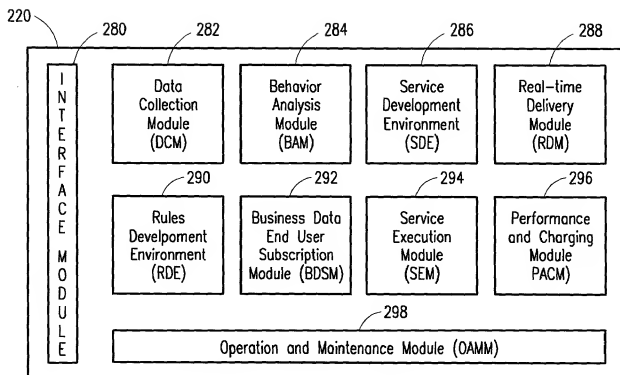 220
280
282
284
286
288
INTERFACE MODULE
Data
Collection
Module
(DCM)
Behavior
Analysis
Module
(BAM)
Service
Development
Environment
(SDE)
Real-time
Delivery
Module
(RDM)
290
292
294
296
Rules
Develpoment
Environment
(RDE)
Business Data
End User
Subscription
Module (BDSM)
Service
Execution
Module
(SEM)
Performance
and Charging
Module
PACM
298
Operation and Maintenance Module (OAMM)